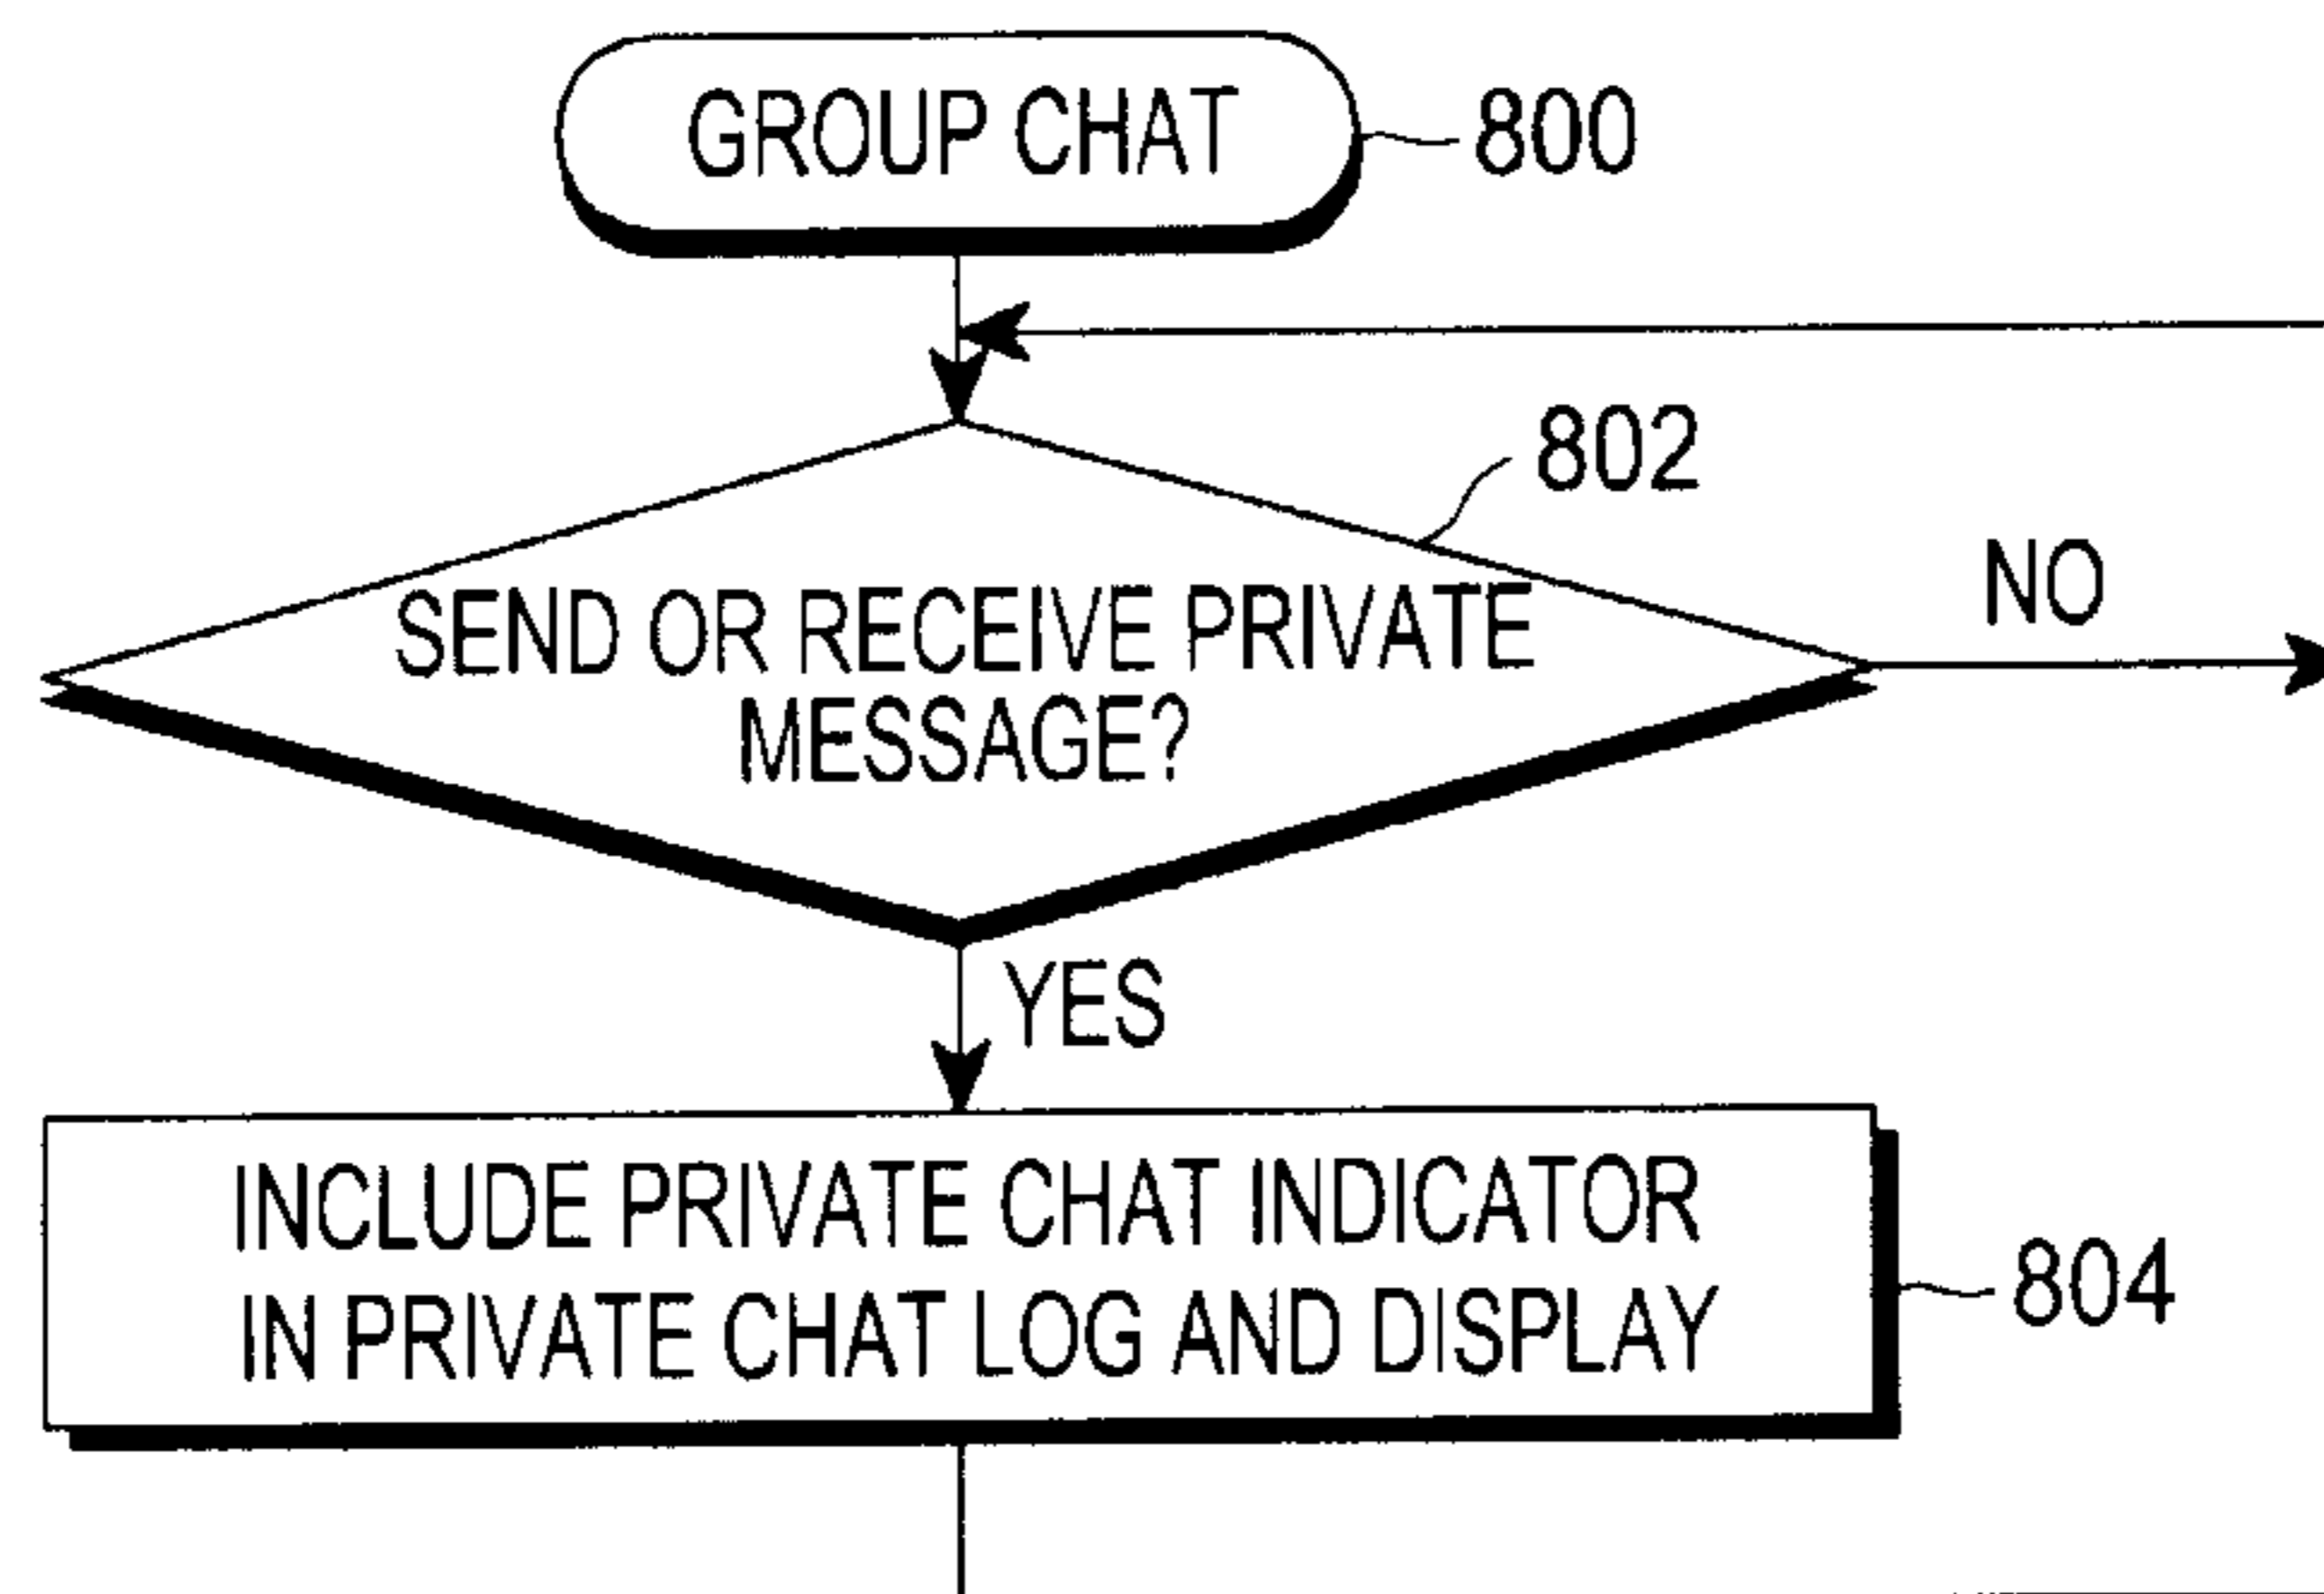 GROUP CHAT
800
802
NO
SEND OR RECEIVE PRIVATE
MESSAGE?
YES
INCLUDE PRIVATE CHAT INDICATOR
IN PRIVATE CHAT LOG AND DISPLAY
804